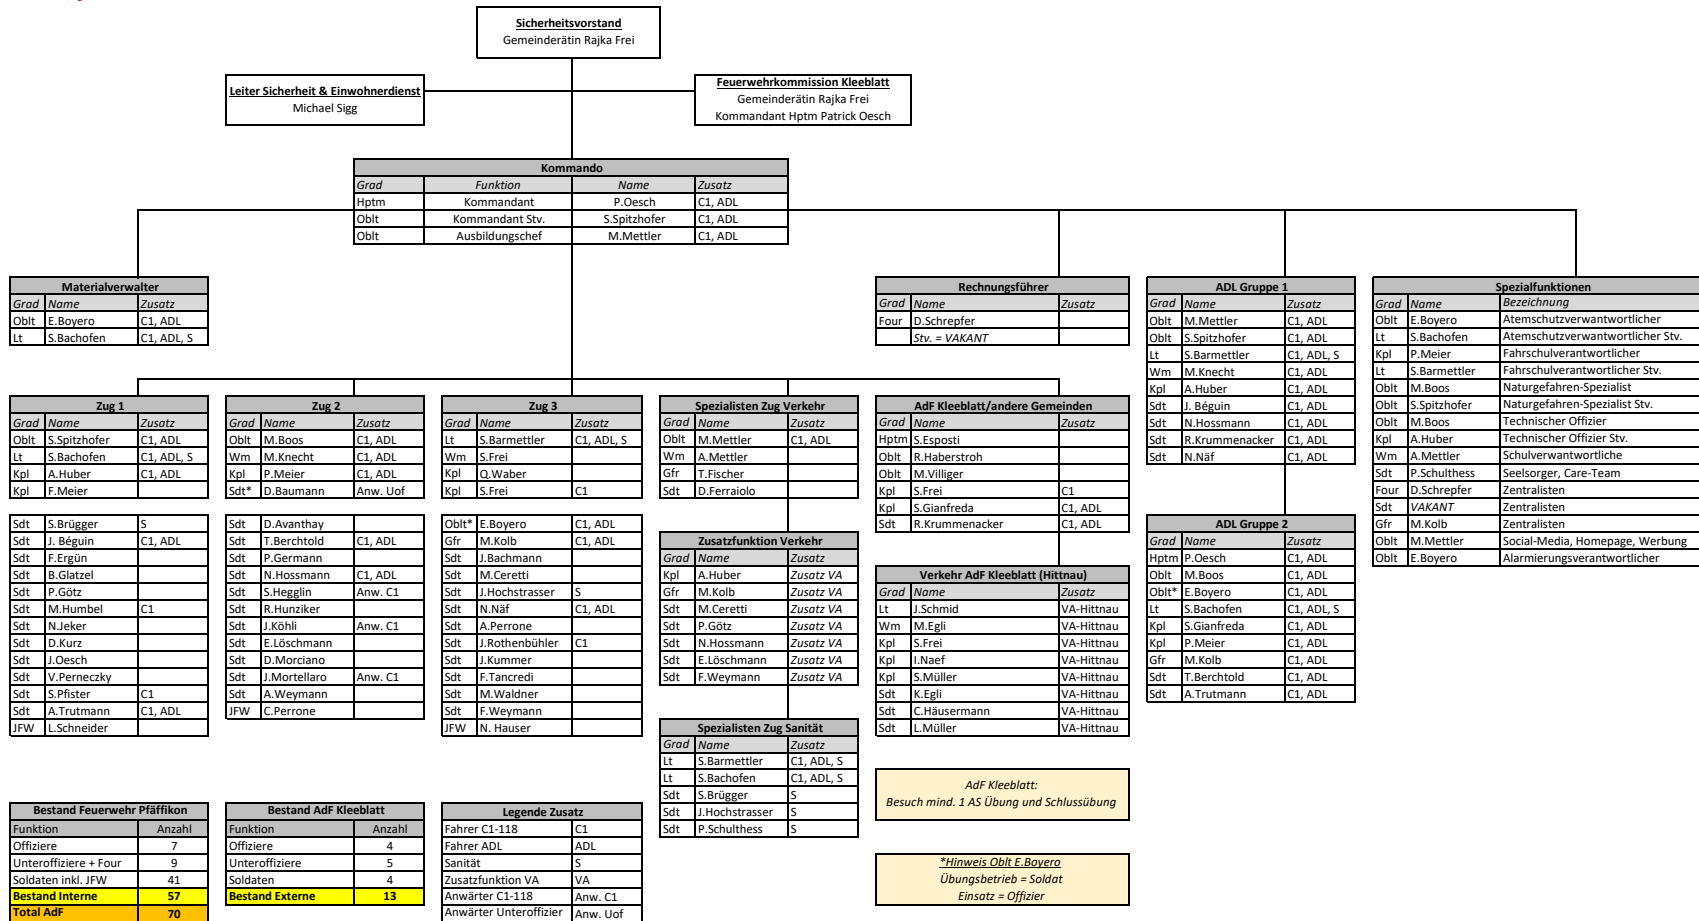 Sicherheitsvorstand
Gemeinderätin Rajka Frei
Leiter Sicherheit & Einwohnerdienst
Michael Sigg
Feuerwehrkommission Kleeblatt
Gemeinderätin Rajka Frei
Kommandant Hptm Patrick Oesch
Kommando
Grad Funktion Name Zusatz
Hptm Kommandant P.Oesch C1, ADL
Oblt Kommandant Stv. S.Spitzhofer C1, ADL
Oblt Ausbildungschef M.Mettler C1, ADL
Materialverwalter
Grad Name Zusatz
Oblt E.Boyero C1, ADL
Lt S.Bachofen C1, ADL, S
Rechnungsführer
Grad Name Zusatz
Four D.Schrepfer
Stv. = VAKANT
ADL Gruppe 1
Grad Name Zusatz
Oblt M.Mettler C1, ADL
Oblt S.Spitzhofer C1, ADL
Lt S.Barmettler C1, ADL, S
Wm M.Knecht C1, ADL
Kpl A.Huber C1, ADL
Sdt J. Béguin C1, ADL
Sdt N.Hossmann C1, ADL
Sdt R.Krummenacker C1, ADL
Sdt N.Näf C1, ADL
Spezialfunktionen
Grad Name Bezeichnung
Oblt E.Boyero Atemschutzverwantwortlicher
Lt S.Bachofen Atemschutzverwantwortlicher Stv.
Kpl P.Meier Fahrschulverantwortlicher
Lt S.Barmettler Fahrschulverantwortlicher Stv.
Oblt M.Boos Naturgefahren-Spezialist
Oblt S.Spitzhofer Naturgefahren-Spezialist Stv.
Oblt M.Boos Technischer Offizier
Kpl A.Huber Technischer Offizier Stv.
Wm A.Mettler Schulverwantwortliche
Sdt P.Schulthess Seelsorger, Care-Team
Four D.Schrepfer Zentralisten
Sdt VAKANT Zentralisten
Gfr M.Kolb Zentralisten
Oblt M.Mettler Social-Media, Homepage, Werbung
Oblt E.Boyero Alarmierungsverantwortlicher
Zug 1
Grad Name Zusatz
Oblt S.Spitzhofer C1, ADL
Lt S.Bachofen C1, ADL, S
Kpl A.Huber C1, ADL
Kpl F.Meier
Sdt S.Brügger S
Sdt J. Béguin C1, ADL
Sdt F.Ergün
Sdt B.Glatzel
Sdt P.Götz
Sdt M.Humbel C1
Sdt N.Jeker
Sdt D.Kurz
Sdt J.Oesch
Sdt V.Perneczky
Sdt S.Pfister C1
Sdt A.Trutmann C1, ADL
JFW L.Schneider
Zug 2
Grad Name Zusatz
Oblt M.Boos C1, ADL
Wm M.Knecht C1, ADL
Kpl P.Meier C1, ADL
Sdt* D.Baumann Anw. Uof
Sdt D.Avanthay
Sdt T.Berchtold C1, ADL
Sdt P.Germann
Sdt N.Hossmann C1, ADL
Sdt S.Hegglin Anw. C1
Sdt R.Hunziker
Sdt J.Köhli Anw. C1
Sdt E.Löschmann
Sdt D.Morciano
Sdt J.Mortellaro Anw. C1
Sdt A.Weymann
JFW C.Perrone
Zug 3
Grad Name Zusatz
Lt S.Barmettler C1, ADL, S
Wm S.Frei
Kpl Q.Waber
Kpl S.Frei C1
Oblt* E.Boyero C1, ADL
Gfr M.Kolb C1, ADL
Sdt J.Bachmann
Sdt M.Ceretti
Sdt J.Hochstrasser S
Sdt N.Näf C1, ADL
Sdt A.Perrone
Sdt J.Rothenbühler C1
Sdt J.Kummer
Sdt F.Tancredi
Sdt M.Waldner
Sdt F.Weymann
JFW N. Hauser
Spezialisten Zug Verkehr
Grad Name Zusatz
Oblt M.Mettler C1, ADL
Wm A.Mettler
Gfr T.Fischer
Sdt D.Ferraiolo
Zusatzfunktion Verkehr
Grad Name Zusatz
Kpl A.Huber Zusatz VA
Gfr M.Kolb Zusatz VA
Sdt M.Ceretti Zusatz VA
Sdt P.Götz Zusatz VA
Sdt N.Hossmann Zusatz VA
Sdt E.Löschmann Zusatz VA
Sdt F.Weymann Zusatz VA
Spezialisten Zug Sanität
Grad Name Zusatz
Lt S.Barmettler C1, ADL, S
Lt S.Bachofen C1, ADL, S
Sdt S.Brügger S
Sdt J.Hochstrasser S
Sdt P.Schulthess S
AdF Kleeblatt/andere Gemeinden
Grad Name Zusatz
Hptm S.Esposti
Oblt R.Haberstroh
Oblt M.Villiger
Kpl S.Frei C1
Kpl S.Gianfreda C1, ADL
Sdt R.Krummenacker C1, ADL
Verkehr AdF Kleeblatt (Hittnau)
Grad Name Zusatz
Lt J.Schmid VA-Hittnau
Wm M.Egli VA-Hittnau
Kpl S.Frei VA-Hittnau
Kpl I.Naef VA-Hittnau
Kpl S.Müller VA-Hittnau
Sdt K.Egli VA-Hittnau
Sdt C.Häusermann VA-Hittnau
Sdt L.Müller VA-Hittnau
ADL Gruppe 2
Grad Name Zusatz
Hptm P.Oesch C1, ADL
Oblt M.Boos C1, ADL
Oblt* E.Boyero C1, ADL
Lt S.Bachofen C1, ADL, S
Kpl S.Gianfreda C1, ADL
Kpl P.Meier C1, ADL
Gfr M.Kolb C1, ADL
Sdt T.Berchtold C1, ADL
Sdt A.Trutmann C1, ADL
AdF Kleeblatt:
Besuch mind. 1 AS Übung und Schlussübung
*Hinweis Oblt E.Boyero
Übungsbetrieb = Soldat
Einsatz = Offizier
Bestand Feuerwehr Pfäffikon
Funktion Anzahl
Offiziere 7
Unteroffiziere + Four 9
Soldaten inkl. JFW 41
Bestand Interne 57
Total AdF 70
Bestand AdF Kleeblatt
Funktion Anzahl
Offiziere 4
Unteroffiziere 5
Soldaten 4
Bestand Externe 13
Legende Zusatz
Fahrer C1-118 C1
Fahrer ADL ADL
Sanität S
Zusatzfunktion VA VA
Anwärter C1-118 Anw. C1
Anwärter Unteroffizier Anw. Uof